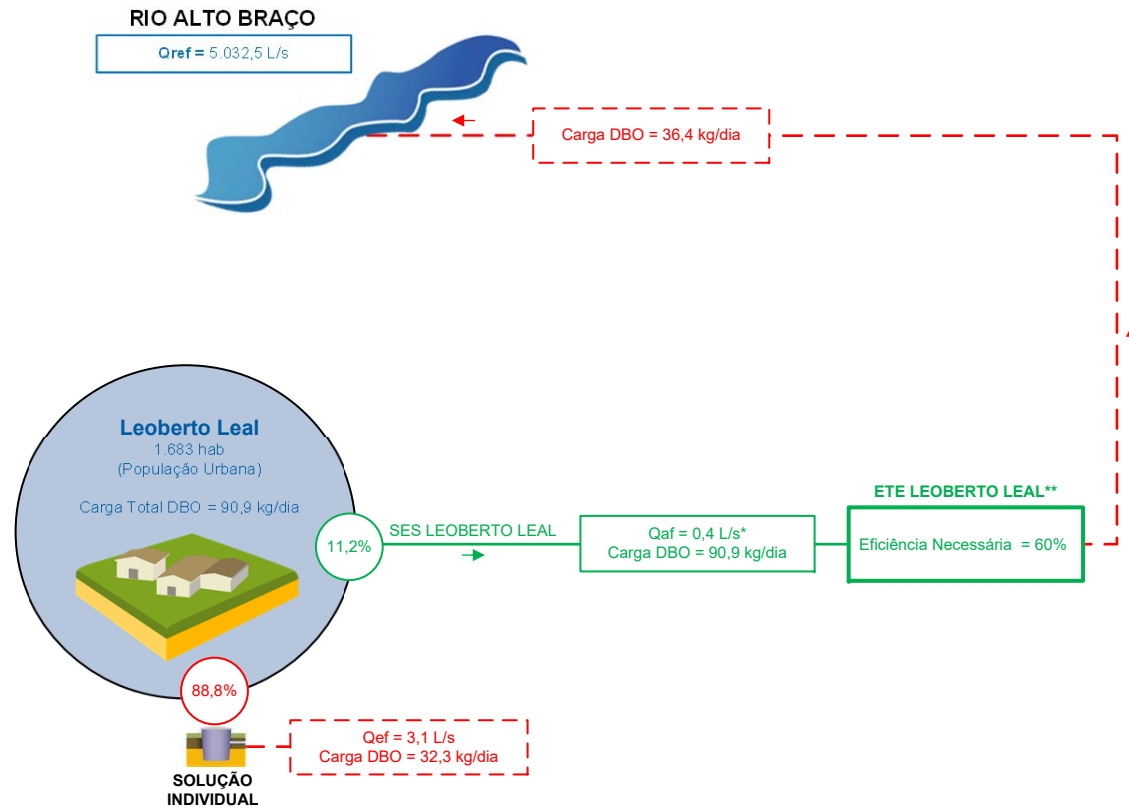 RIO ALTO BRAÇO
Qref = 5.032,5 L/s
Carga DBO = 36,4 kg/dia
Leoberto Leal
1.683 hab
(População Urbana)
Carga Total DBO = 90,9 kg/dia
11,2%
SES LEOBERTO LEAL
Qaf = 0,4 L/s*
Carga DBO = 90,9 kg/dia
ETE LEOBERTO LEAL**
Eficiência Necessária = 60%
88,8%
Qef = 3,1 L/s
Carga DBO = 32,3 kg/dia
SOLUÇÃO
INDIVIDUAL